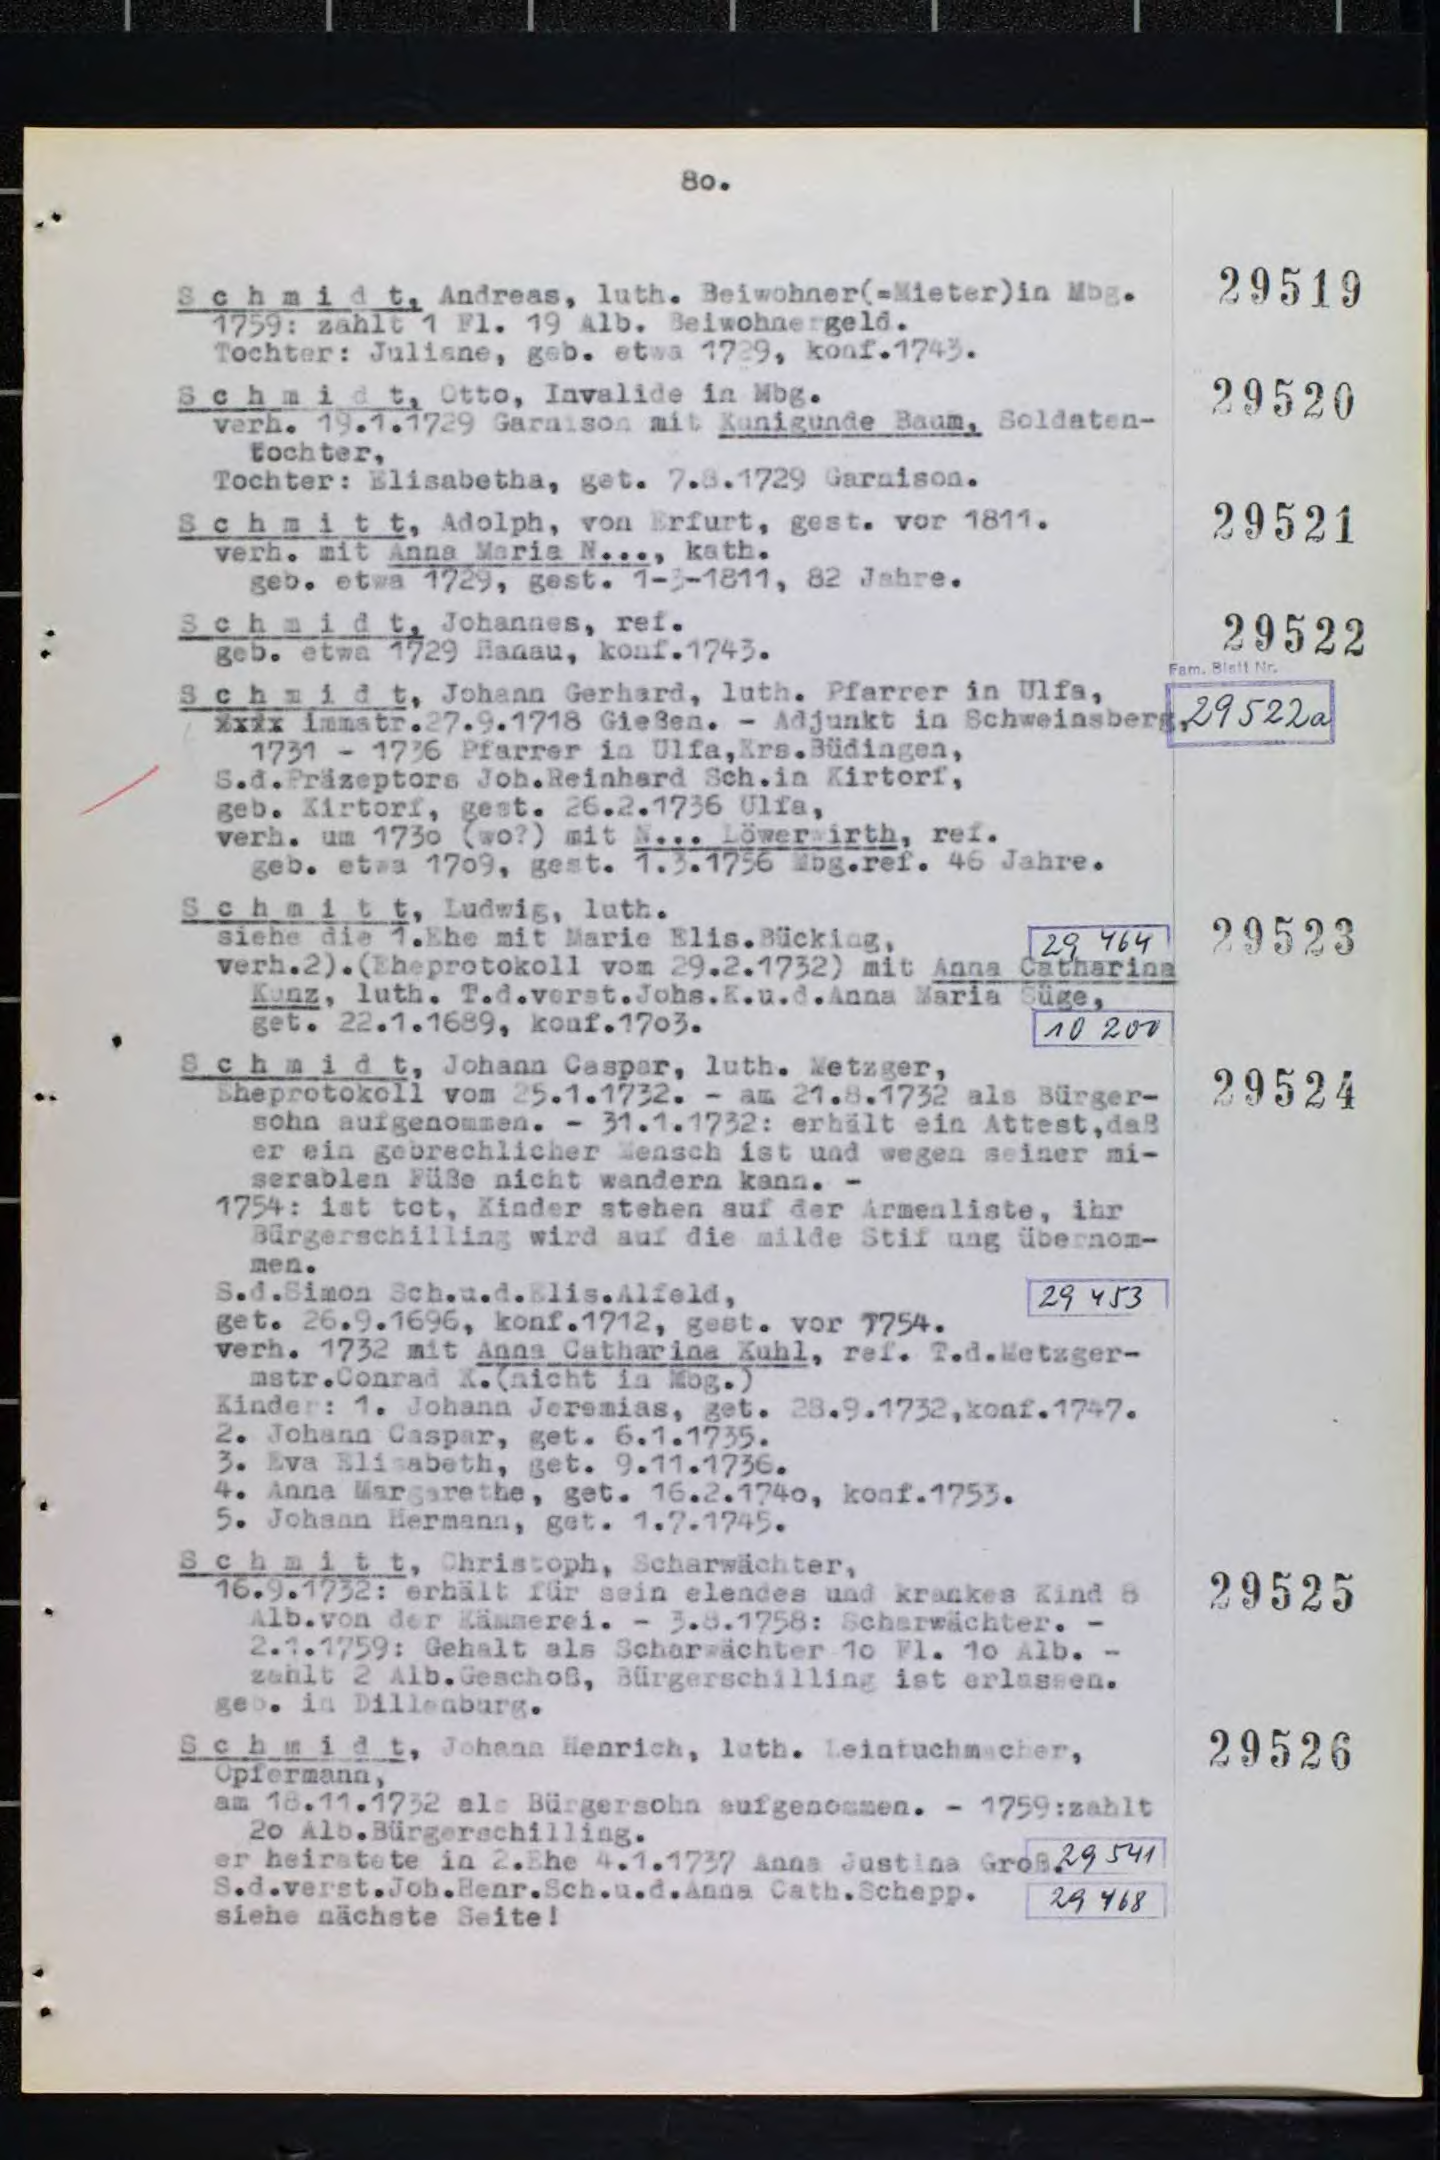 80.
Schmidt, Andreas, luth. Beiwohner(=Mieter)in Mbg. 29519
1759: zahlt 1 Fl. 19 Alb. Beiwohnergeld.
Tochter: Juliane, geb. etwa 1729, konf.1743.
Schmidt, Otto, Invalide in Mbg. 29520
verh. 19.1.1729 Garnison mit Kunigunde Baum, Soldaten-
tochter,
Tochter: Elisabetha, get. 7.8.1729 Garnison.
Schmitt, Adolph, von Erfurt, gest. vor 1811. 29521
verh. mit Anna Maria N..., kath.
geb. etwa 1729, gest. 1-3-1811, 82 Jahre.
Schmidt, Johannes, ref. 29522
geb. etwa 1729 Hanau, konf.1743.
Fam. Blatt Nr.
Schmidt, Johann Gerhard, luth. Pfarrer in Ulfa, 29522a
immatr.27.9.1718 Gießen. - Adjunkt in Schweinsberg,
1731 - 1736 Pfarrer in Ulfa,Krs.Büdingen,
S.d.Präzeptors Joh.Reinhard Sch.in Kirtorf,
geb. Kirtorf, gest. 26.2.1736 Ulfa,
verh. um 1730 (wo?) mit N... Löwerwirth, ref.
geb. etwa 1709, gest. 1.3.1756 Mbg.ref. 46 Jahre.
Schmitt, Ludwig, luth.
siehe die 1.Ehe mit Marie Elis.Bücking, 29 464 29523
verh.2).(Eheprotokoll vom 29.2.1732) mit Anna Catharina
Kunz, luth. T.d.verst.Johs.K.u.d.Anna Maria Süge,
get. 22.1.1689, konf.1703. 10 200
Schmidt, Johann Caspar, luth. Metzger, 29524
Eheprotokoll vom 25.1.1732. - am 21.8.1732 als Bürger-
sohn aufgenommen. - 31.1.1732: erhält ein Attest,daß
er ein gebrechlicher Mensch ist und wegen seiner mi-
serablen Füße nicht wandern kann. -
1754: ist tot, Kinder stehen auf der Armenliste, ihr
Bürgerschilling wird auf die milde Stif ung übernom-
men.
S.d.Simon Sch.u.d.Elis.Alfeld, 29 453
get. 26.9.1696, konf.1712, gest. vor 1754.
verh. 1732 mit Anna Catharina Kuhl, ref. T.d.Metzger-
mstr.Conrad K.(nicht in Mbg.)
Kinder: 1. Johann Jeremias, get. 28.9.1732,konf.1747.
2. Johann Caspar, get. 6.1.1735.
3. Eva Elisabeth, get. 9.11.1736.
4. Anna Margarethe, get. 16.2.1740, konf.1753.
5. Johann Hermann, get. 1.7.1745.
Schmitt, Christoph, Scharwächter, 29525
16.9.1732: erhält für sein elendes und krankes Kind 8
Alb.von der Kämmerei. - 3.8.1758: Scharwächter. -
2.1.1759: Gehalt als Scharwächter 10 Fl. 10 Alb. -
zahlt 2 Alb.Geschoß, Bürgerschilling ist erlassen.
geb. in Dillenburg.
Schmidt, Johann Henrich, luth. Leintuchmacher, 29526
Opfermann,
am 18.11.1732 als Bürgersohn aufgenommen. - 1759:zahlt
20 Alb.Bürgerschilling.
er heiratete in 2.Ehe 4.1.1737 Anna Justina Groß. 29 541
S.d.verst.Joh.Henr.Sch.u.d.Anna Cath.Schepp. 29 468
siehe nächste Seite!